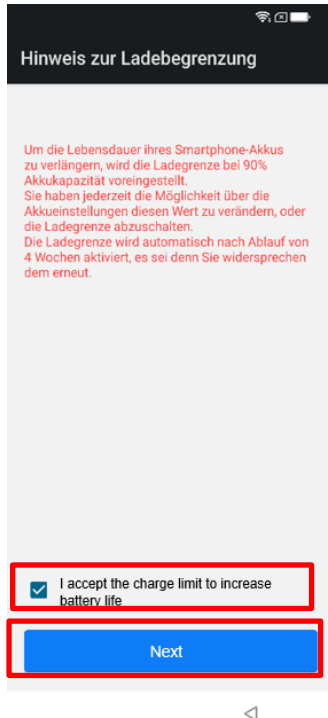 Hinweis zur Ladebegrenzung
Um die Lebensdauer ihres Smartphone-Akkus
zu verlängern, wird die Ladegrenze bei 90%
Akkukapazität voreingestellt.
Sie haben jederzeit die Möglichkeit über die
Akkueinstellungen diesen Wert zu verändern, oder
die Ladegrenze abzuschalten.
Die Ladegrenze wird automatisch nach Ablauf von
4 Wochen aktiviert, es sei denn Sie widersprechen
dem erneut.
I accept the charge limit to increase
battery life
Next